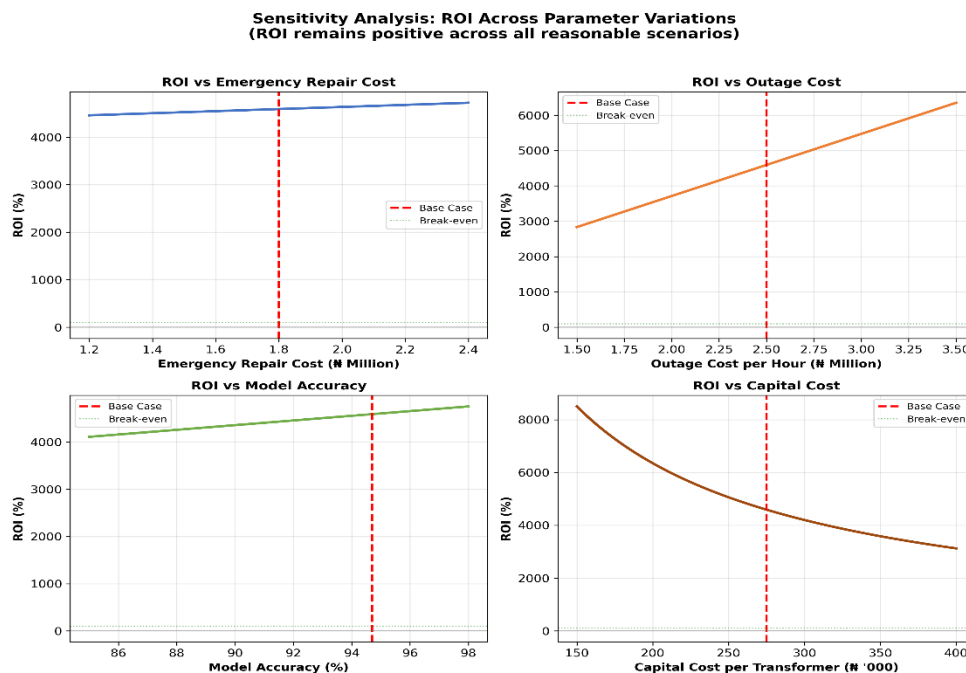 Sensitivity Analysis: ROI Across Parameter Variations
(ROI remains positive across all reasonable scenarios)
ROI vs Emergency Repair Cost
ROI (%)
4000
3000
2000
1000
0
Base Case
Break-even
1.2 1.4 1.6 1.8 2.0 2.2 2.4
Emergency Repair Cost (₦ Million)
ROI vs Outage Cost
ROI (%)
6000
5000
4000
3000
2000
1000
0
Base Case
Break-even
1.50 1.75 2.00 2.25 2.50 2.75 3.00 3.25 3.50
Outage Cost per Hour (₦ Million)
ROI vs Model Accuracy
ROI (%)
4000
3000
2000
1000
0
Base Case
Break-even
86 88 90 92 94 96 98
Model Accuracy (%)
ROI vs Capital Cost
ROI (%)
8000
6000
4000
2000
0
Base Case
Break-even
150 200 250 300 350 400
Capital Cost per Transformer (₦ '000)